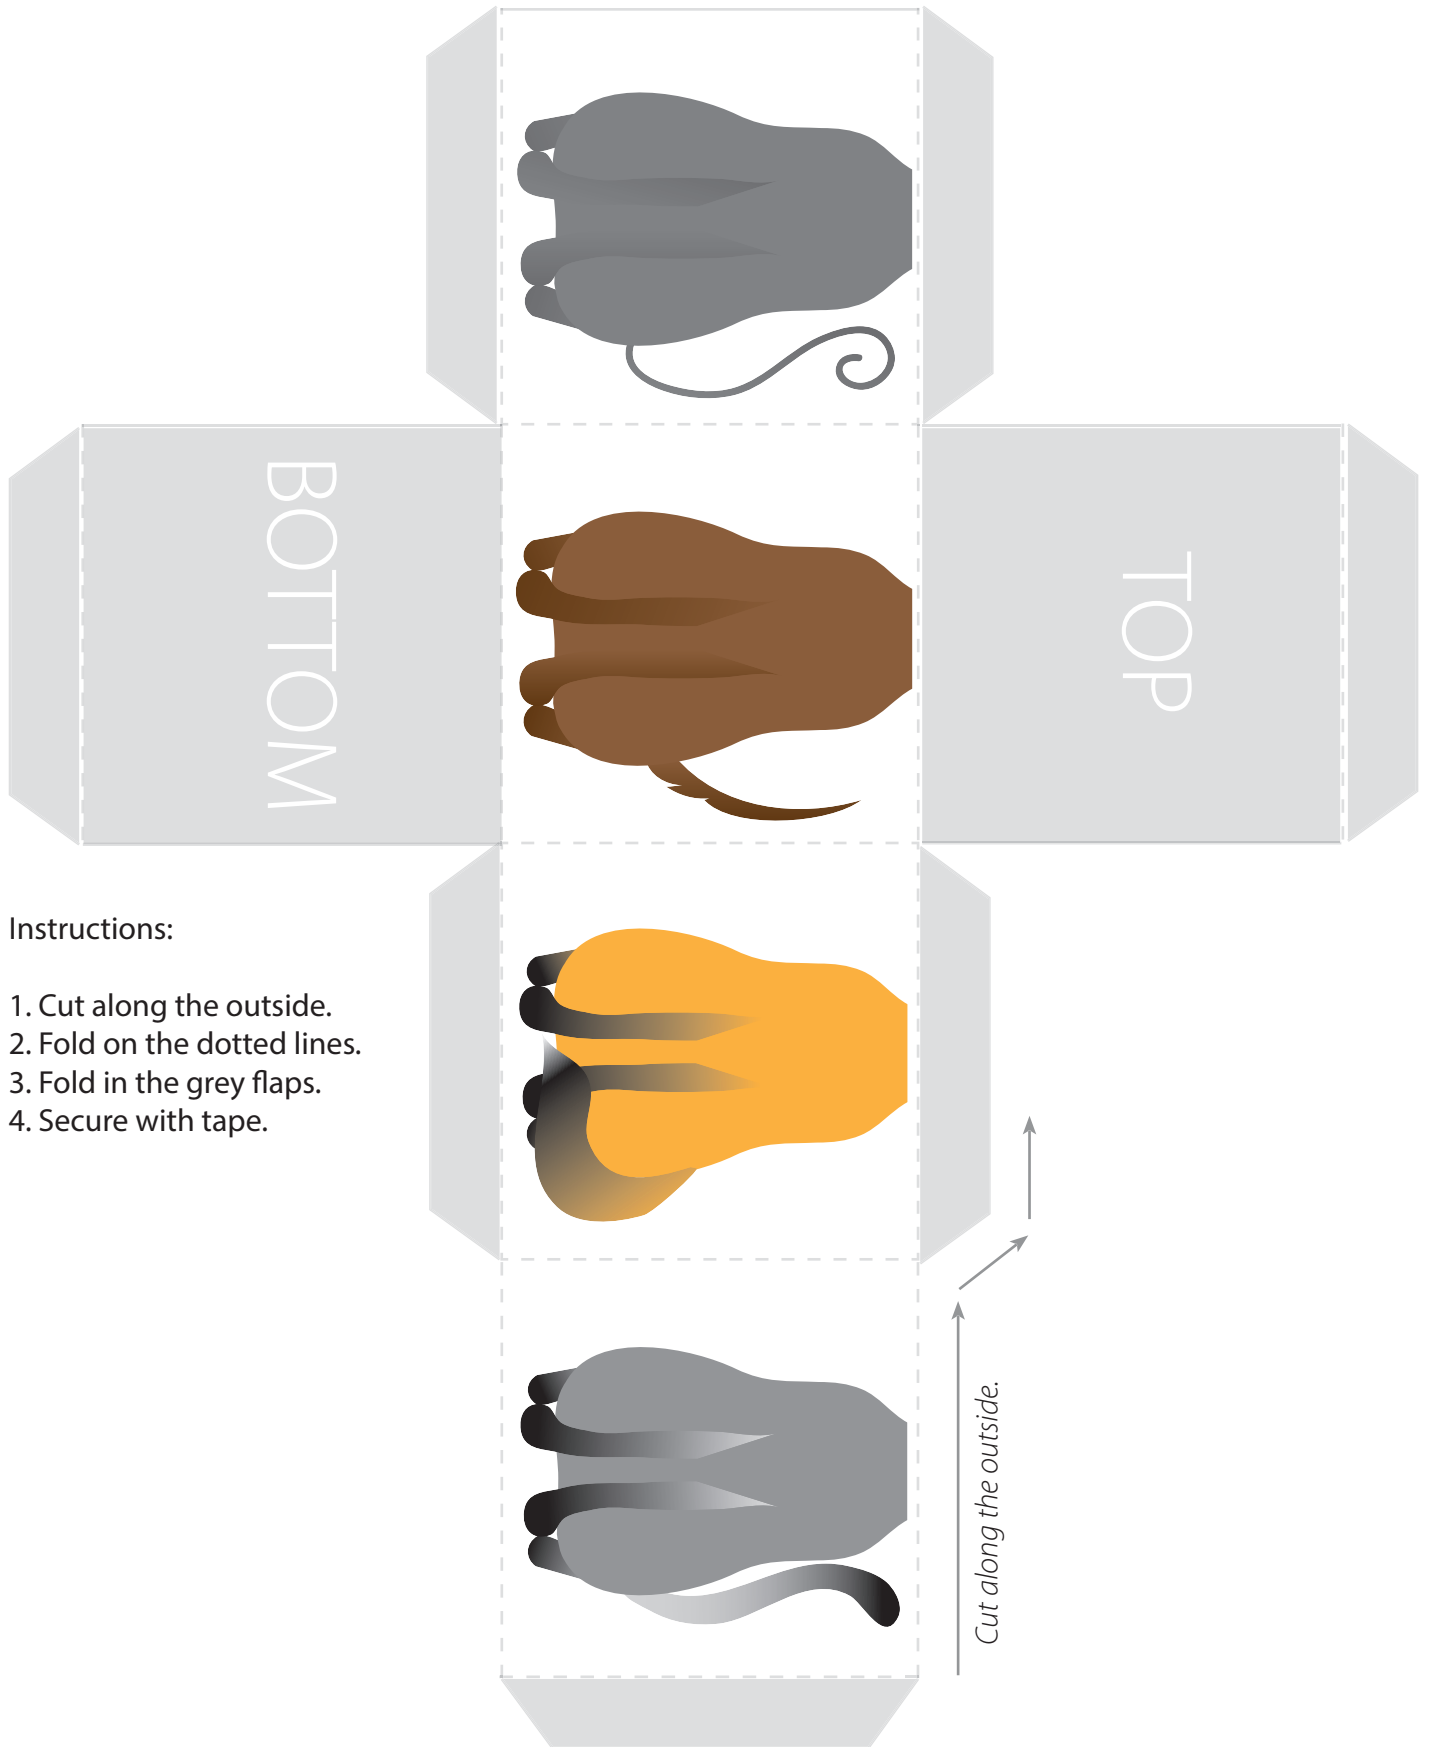 BOTTOM
TOP
Instructions:
1. Cut along the outside.
2. Fold on the dotted lines.
3. Fold in the grey flaps.
4. Secure with tape.
Cut along the outside.